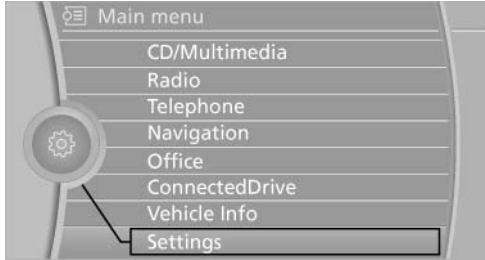 Main menu
CD/Multimedia
Radio
Telephone
Navigation
Office
ConnectedDrive
Vehicle Info
Settings